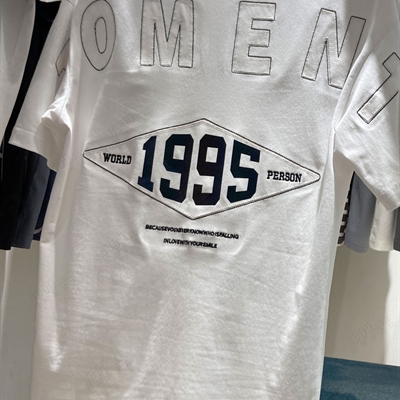 OMENT
WORLD 1995 PERSON
BECAUSEYOUNEVERKNOWWHOISFALLING
INLOVEWITHYOURSMILE